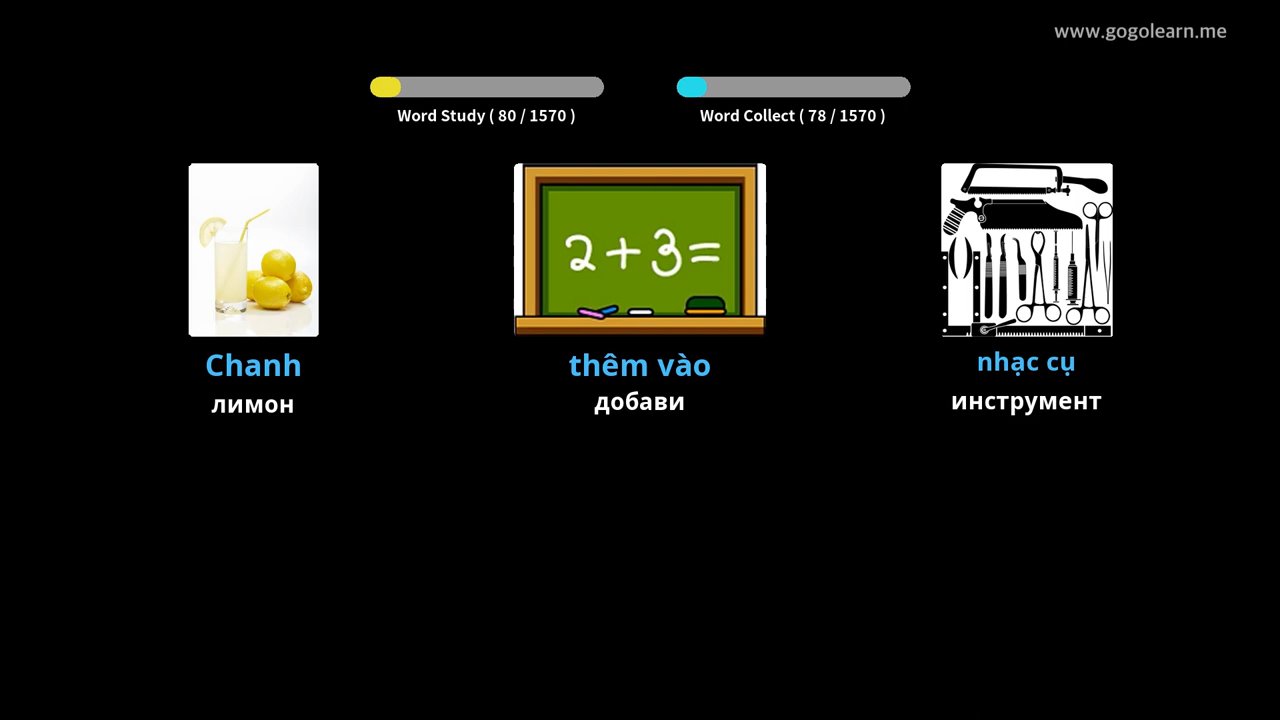 www.gogolearn.me
Word Study ( 80 / 1570 )
Word Collect ( 78 / 1570 )
2+3=
Chanh
лимон
thêm vào
добави
nhạc cụ
инструмент